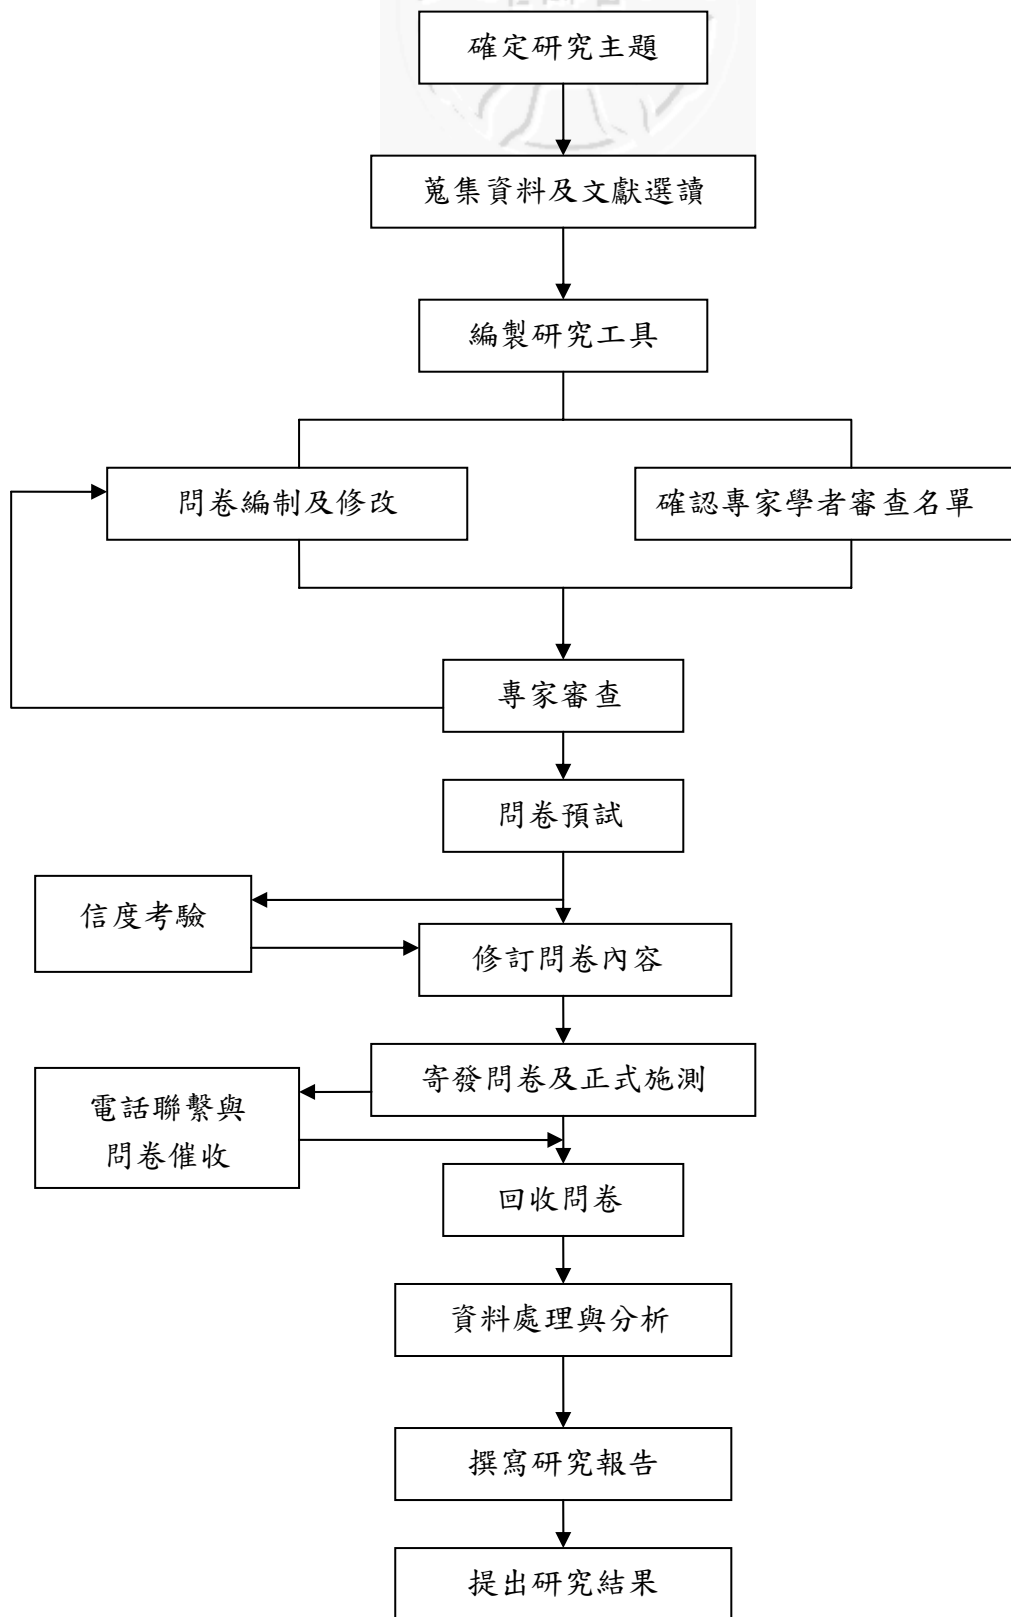 確定研究主題
蒐集資料及文獻選讀
編製研究工具
問卷編制及修改
確認專家學者審查名單
專家審查
問卷預試
信度考驗
修訂問卷內容
寄發問卷及正式施測
電話聯繫與
問卷催收
回收問卷
資料處理與分析
撰寫研究報告
提出研究結果